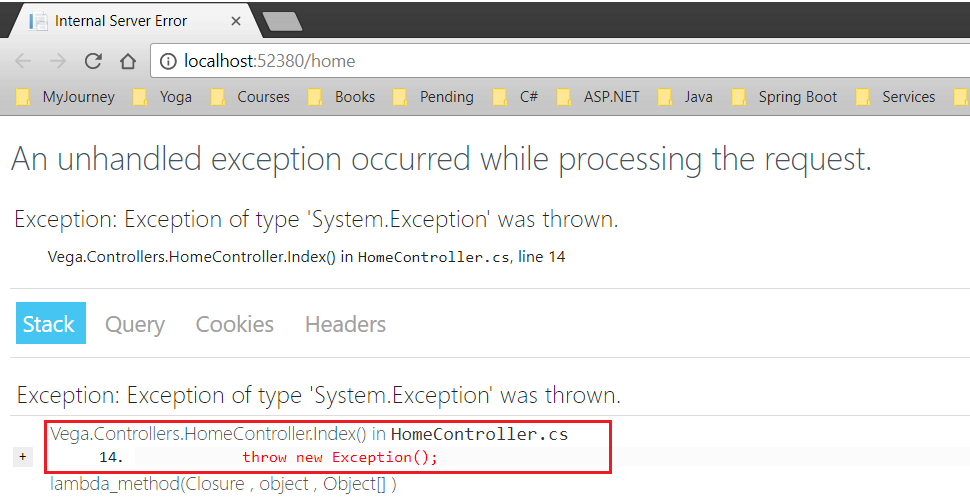 Internal Server Error
localhost:52380/home
MyJourney Yoga Courses Books Pending C# ASP.NET Java Spring Boot Services
An unhandled exception occurred while processing the request.
Exception: Exception of type 'System.Exception' was thrown.
Vega.Controllers.HomeController.Index() in HomeController.cs, line 14
Stack Query Cookies Headers
Exception: Exception of type 'System.Exception' was thrown.
Vega.Controllers.HomeController.Index() in HomeController.cs
+ 14. throw new Exception();
lambda_method(Closure , object , Object[] )